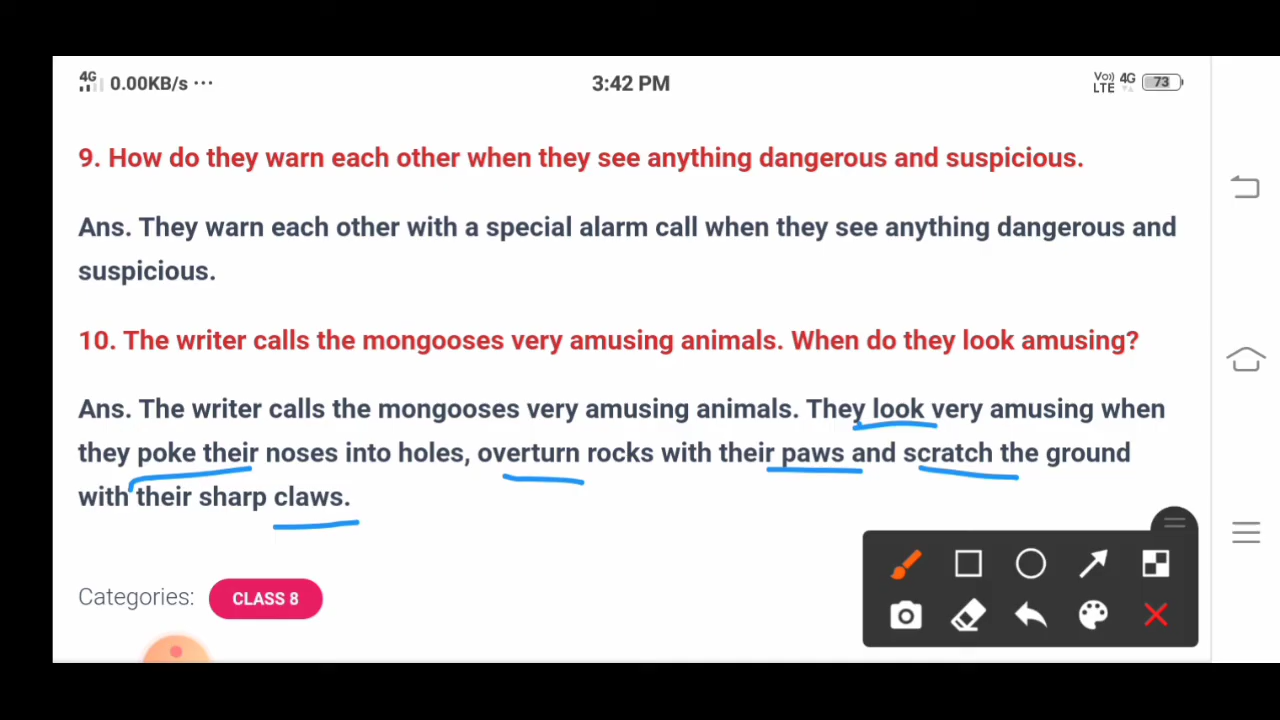 4G 0.00KB/s ... 3:42 PM Vo)) LTE 4G 73
9. How do they warn each other when they see anything dangerous and suspicious.
Ans. They warn each other with a special alarm call when they see anything dangerous and
suspicious.
10. The writer calls the mongooses very amusing animals. When do they look amusing?
Ans. The writer calls the mongooses very amusing animals. They look very amusing when
they poke their noses into holes, overturn rocks with their paws and scratch the ground
with their sharp claws.
Categories: CLASS 8